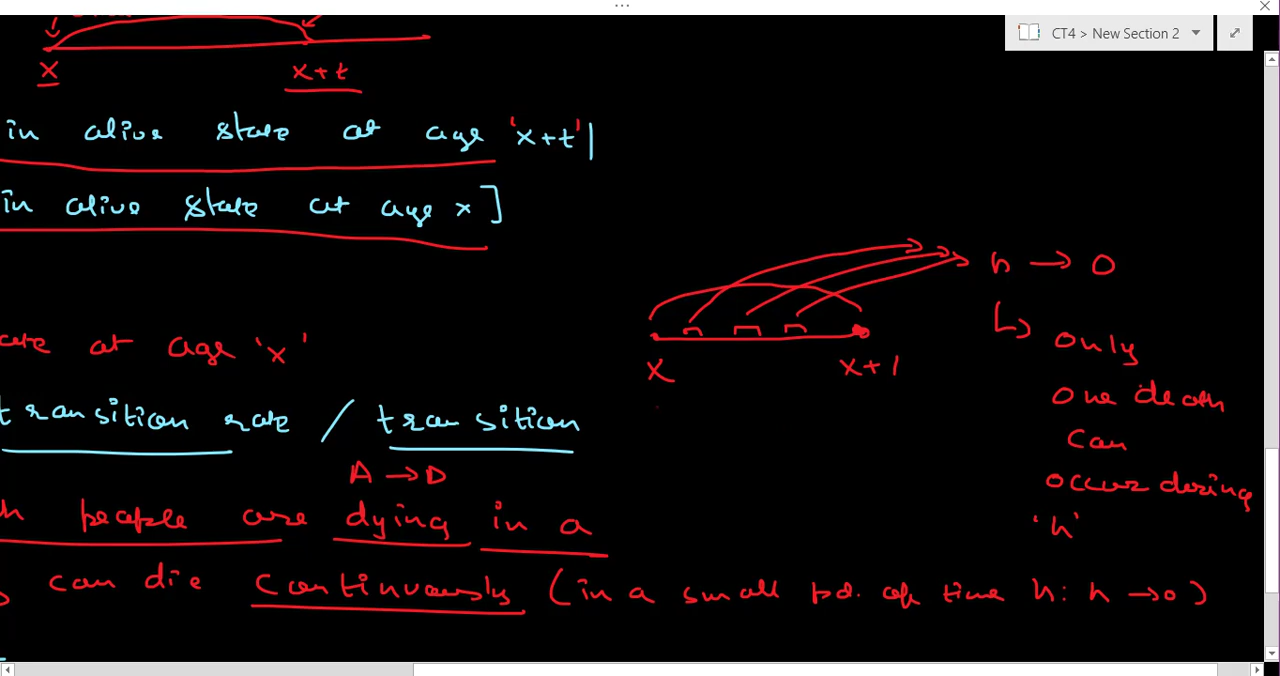 CT4 > New Section 2
x x+t
in alive state at age 'x+t'|
in alive state at age x]
h → 0
only
x x+1
ate at age 'x'
one death
transition rate / transition
can
A → D
occur during
'h'
people are dying in a
can die continuously (in a small pd. of time h: h → 0)